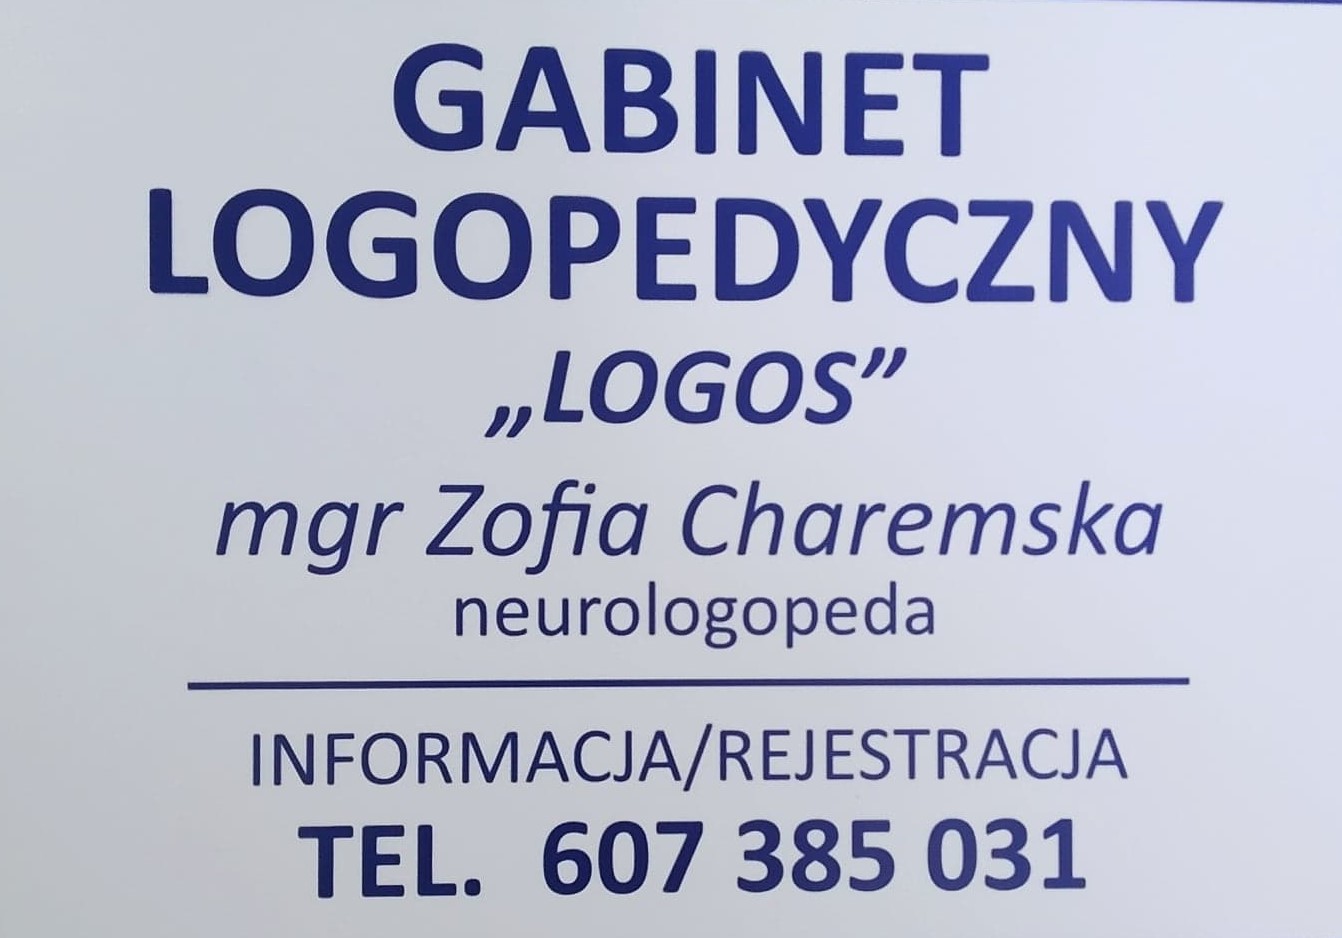 GABINET
LOGOPEDYCZNY
„LOGOS”
mgr Zofia Charemska
neurologopeda
INFORMACJA/REJESTRACJA
TEL. 607 385 031